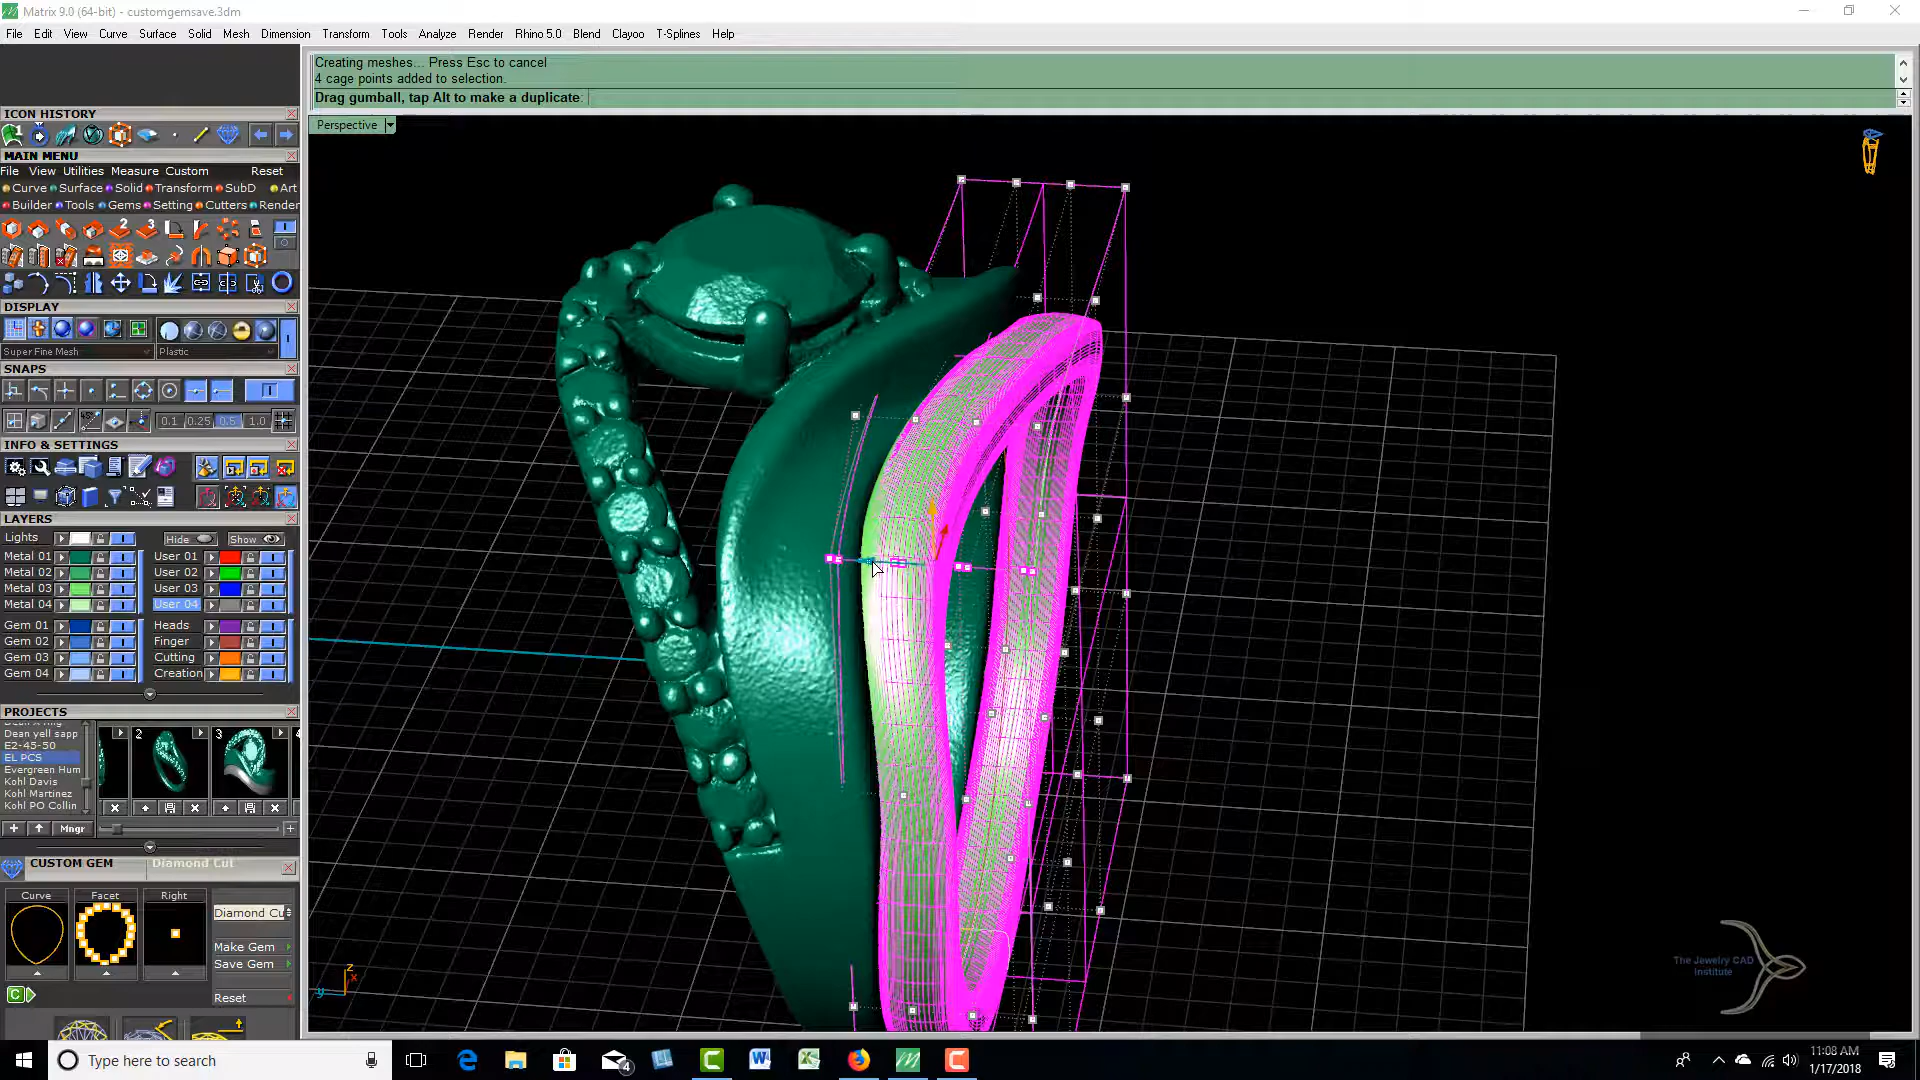 Matrix 9.0 (64-bit) - customgemsave.3dm
File Edit View Curve Surface Solid Mesh Dimension Transform Tools Analyze Render Rhino 5.0 Blend Clayoo T-Splines Help
Creating meshes... Press Esc to cancel
4 cage points added to selection.
Drag gumball, tap Alt to make a duplicate:
Perspective
ICON HISTORY
MAIN MENU
File View Utilities Measure Custom Reset
Curve Surface Solid Transform SubD Art
Builder Tools Gems Setting Cutters Render
2 3
DISPLAY
Super Fine Mesh Plastic
SNAPS
0.1 0.25 0.5 1.0
INFO & SETTINGS
LAYERS
Lights Hide Show
Metal 01 User 01
Metal 02 User 02
Metal 03 User 03
Metal 04 User 04
Gem 01 Heads
Gem 02 Finger
Gem 03 Cutting
Gem 04 Creation
PROJECTS
Dean yell sapp
E2-45-50
EL PCS
Evergreen Hum
Kohl Davis
Kohl Martinez
Kohl PO Collin
2 3 4
Mngr
CUSTOM GEM Diamond Cut
Curve Facet Right
Diamond Cu
Make Gem
Save Gem
Reset
C
z
x
y
The Jewelry CAD
Institute
Type here to search
4
11:08 AM
1/17/2018